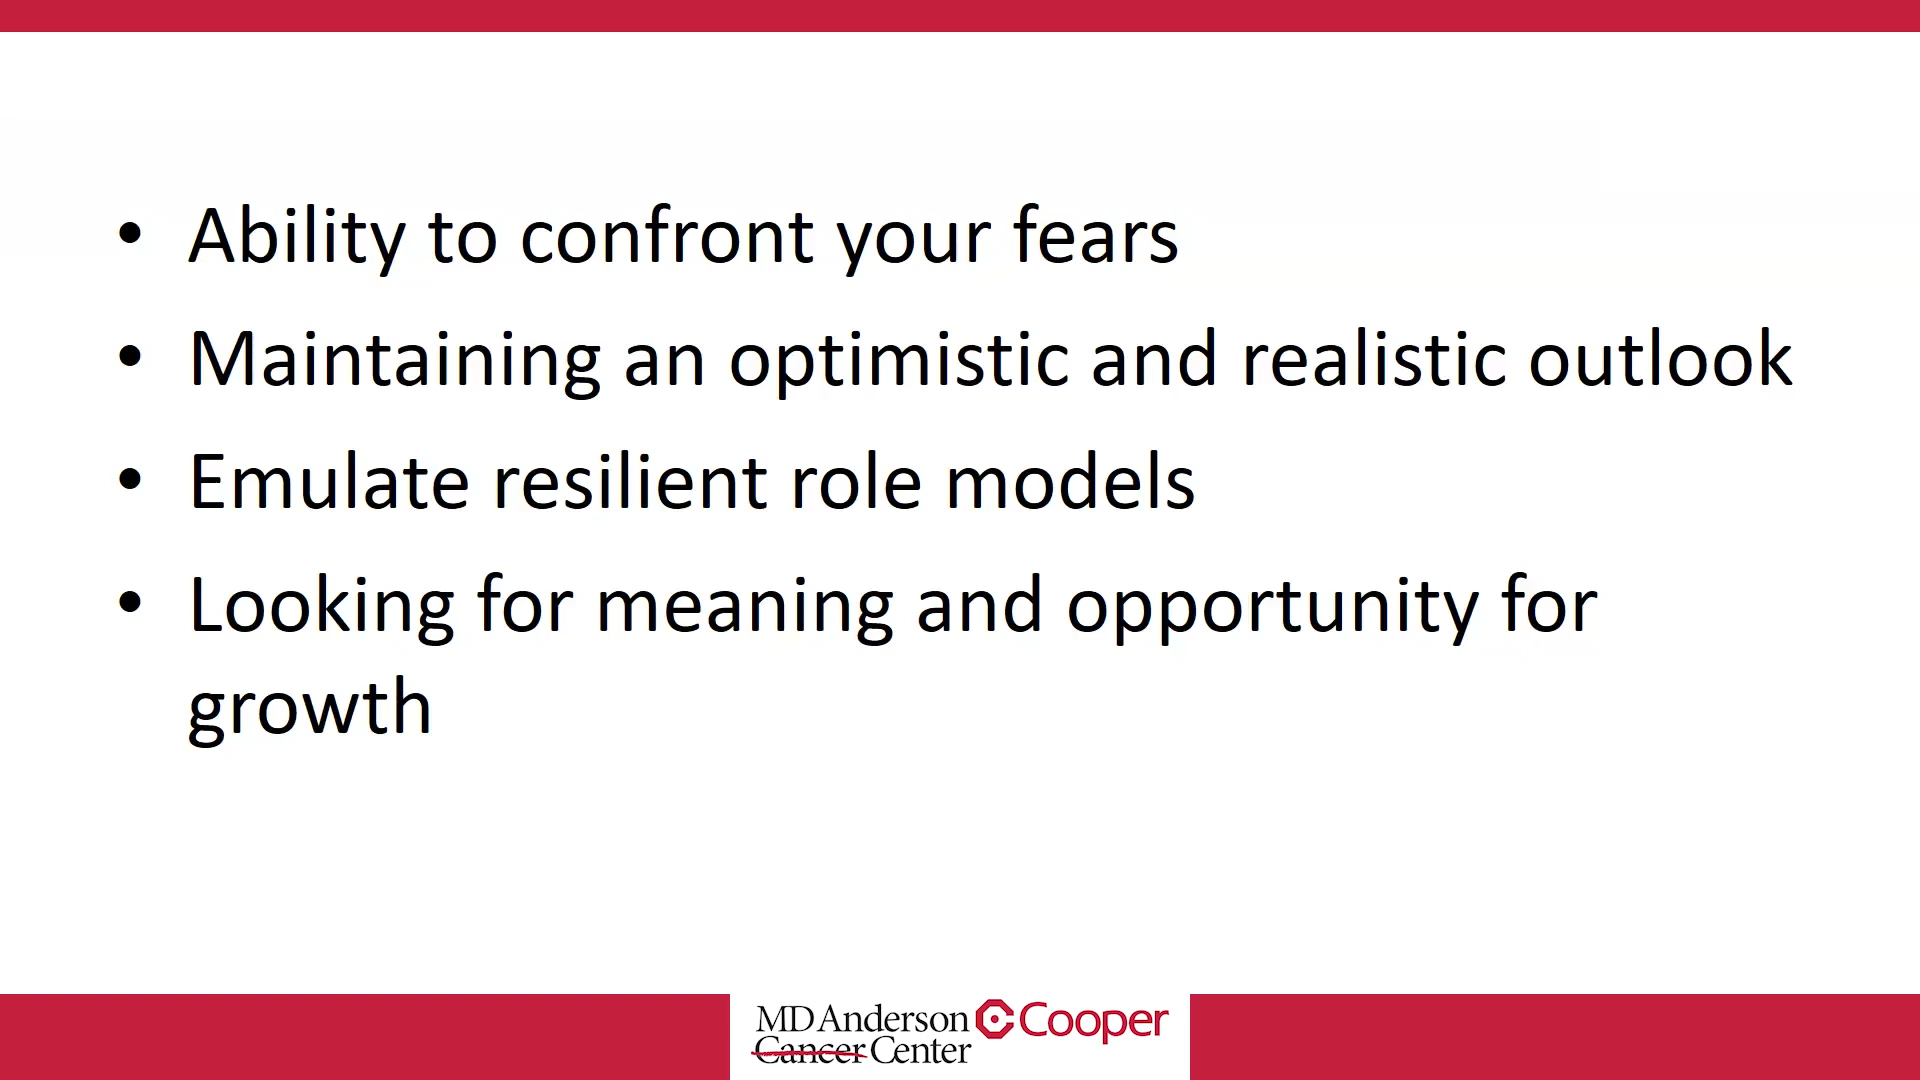 • Ability to confront your fears
• Maintaining an optimistic and realistic outlook
• Emulate resilient role models
• Looking for meaning and opportunity for
growth
MD Anderson Cooper
Cancer Center